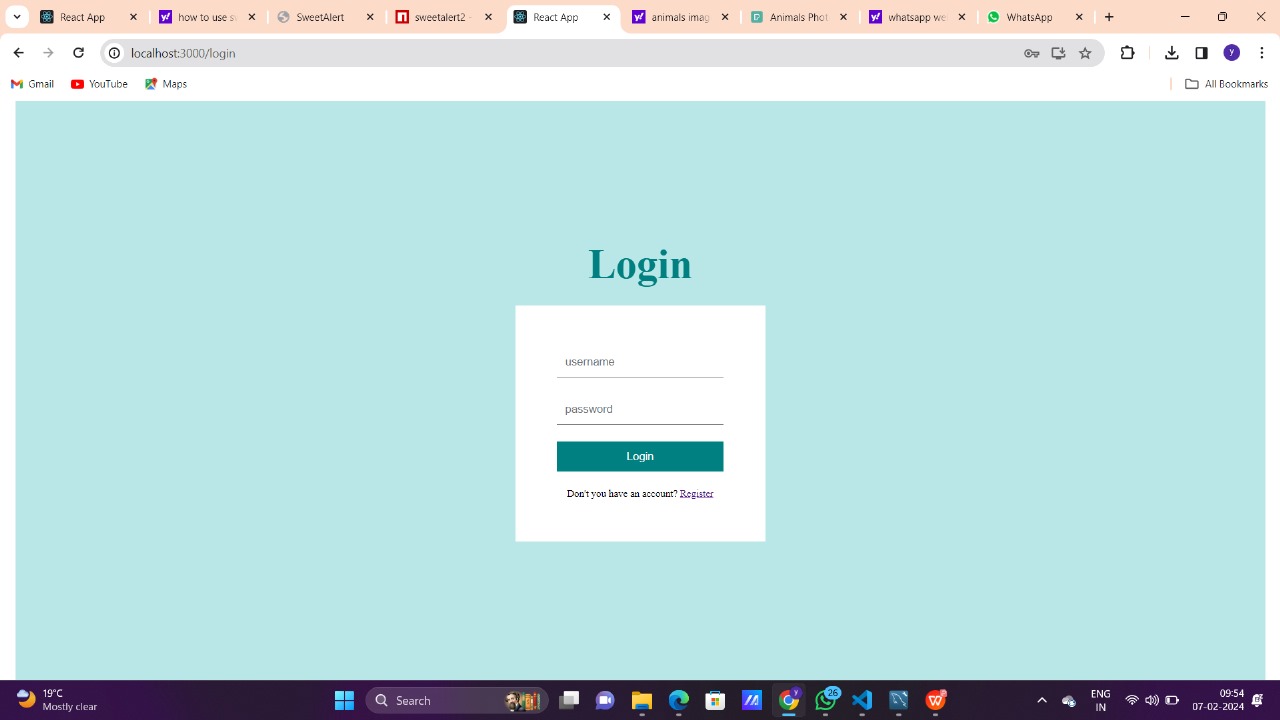 React App
how to use s
SweetAlert
sweetalert2 -
React App
animals imag
Animals Phot
whatsapp we
WhatsApp
localhost:3000/login
y
Gmail
YouTube
Maps
All Bookmarks
Login
username
password
Login
Don't you have an account? Register
19°C
Mostly clear
Search
26
ENG
IN
09:54
07-02-2024